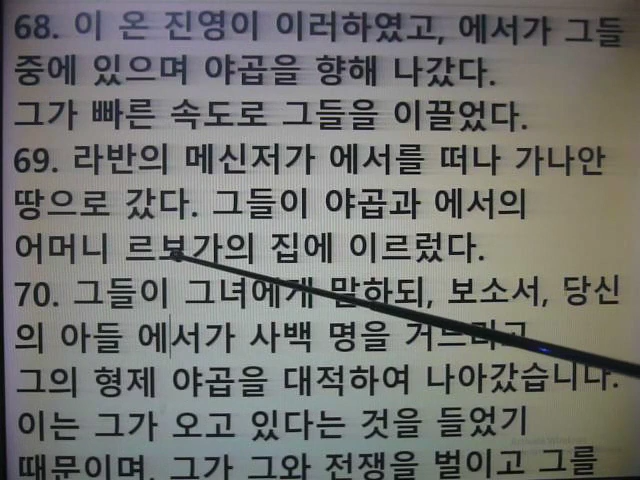 68. 이 온 진영이 이러하였고, 에서가 그들
중에 있으며 야곱을 향해 나갔다.
그가 빠른 속도로 그들을 이끌었다.
69. 라반의 메신저가 에서를 떠나 가나안
땅으로 갔다. 그들이 야곱과 에서의
어머니 르브가의 집에 이르렀다.
70. 그들이 그녀에게 말하되, 보소서, 당신
의 아들 에서가 사백 명을 거느리고
그의 형제 야곱을 대적하여 나아갔습니다.
이는 그가 오고 있다는 것을 들었기
때문이며, 그가 그와 전쟁을 벌이고 그를
Activate Windows